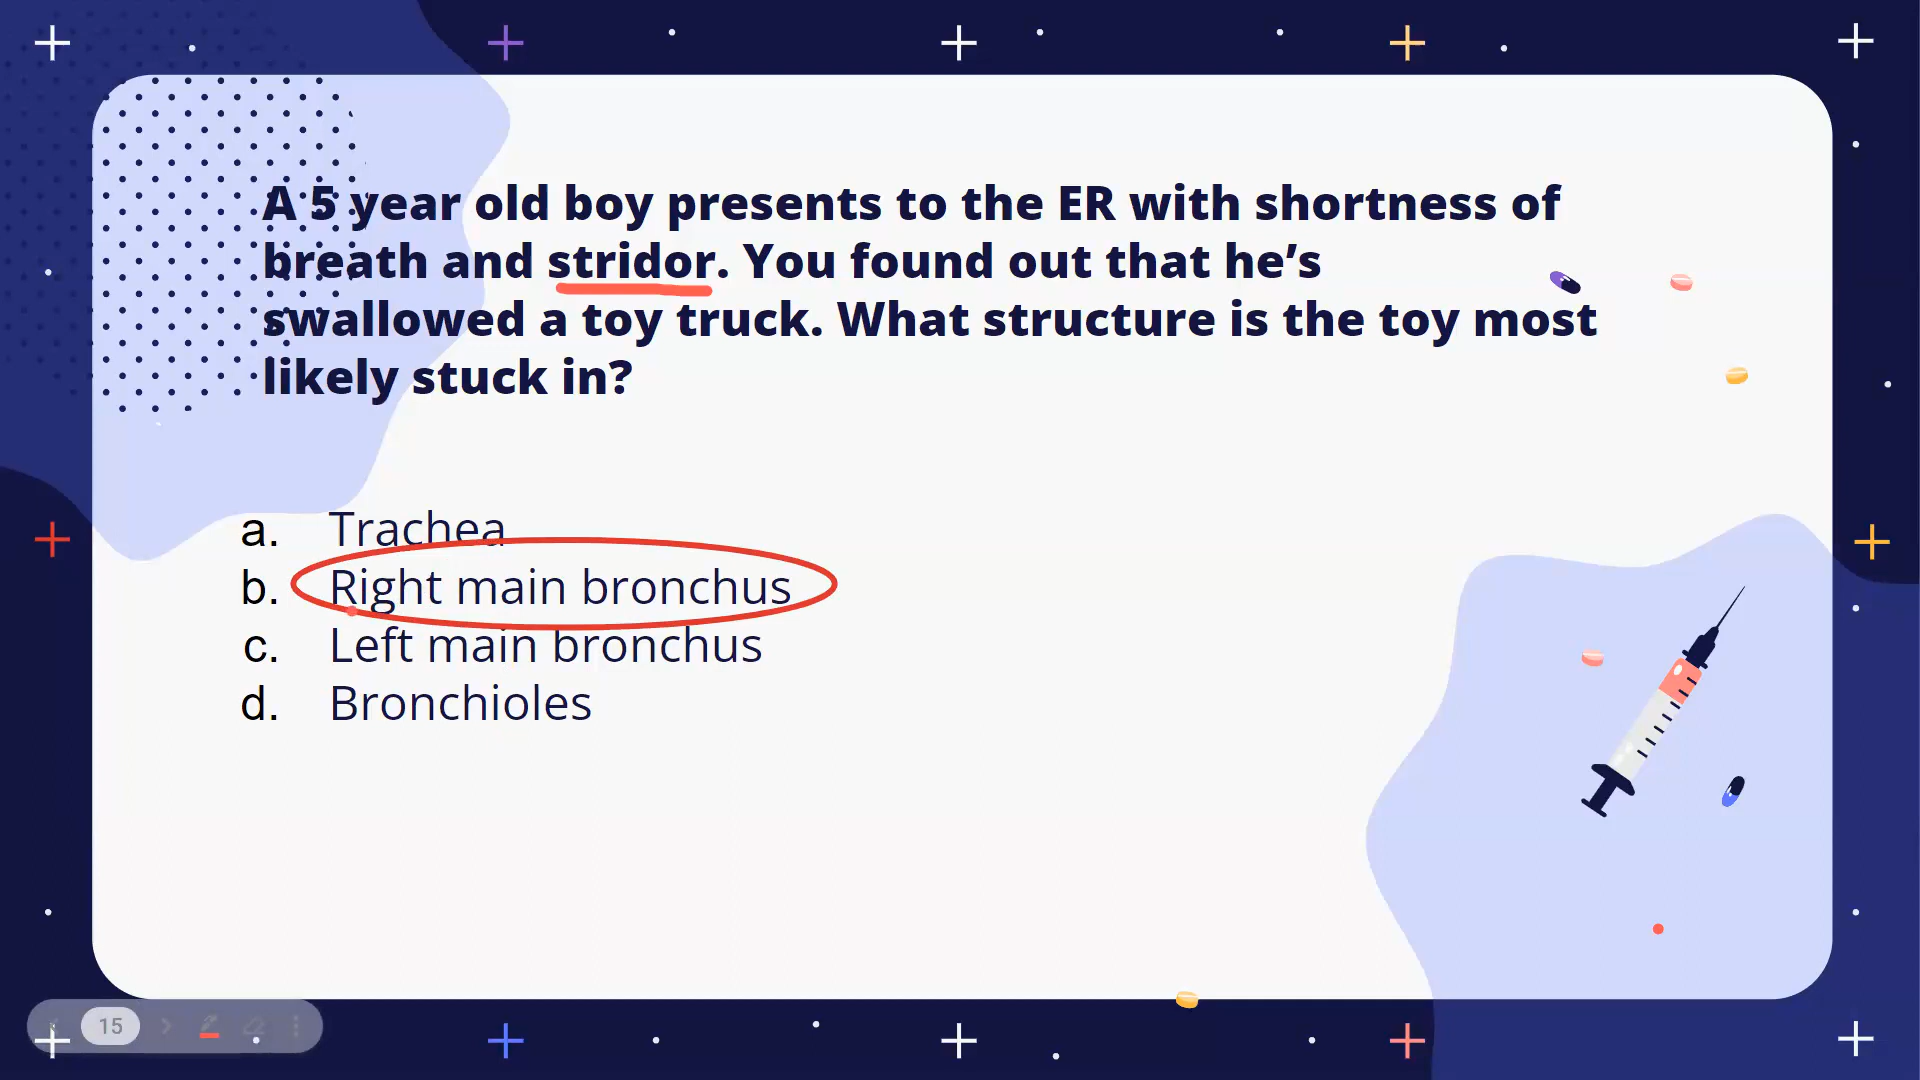 A 5 year old boy presents to the ER with shortness of
breath and stridor. You found out that he’s
swallowed a toy truck. What structure is the toy most
likely stuck in?
a. Trachea
b. Right main bronchus
c. Left main bronchus
d. Bronchioles
15